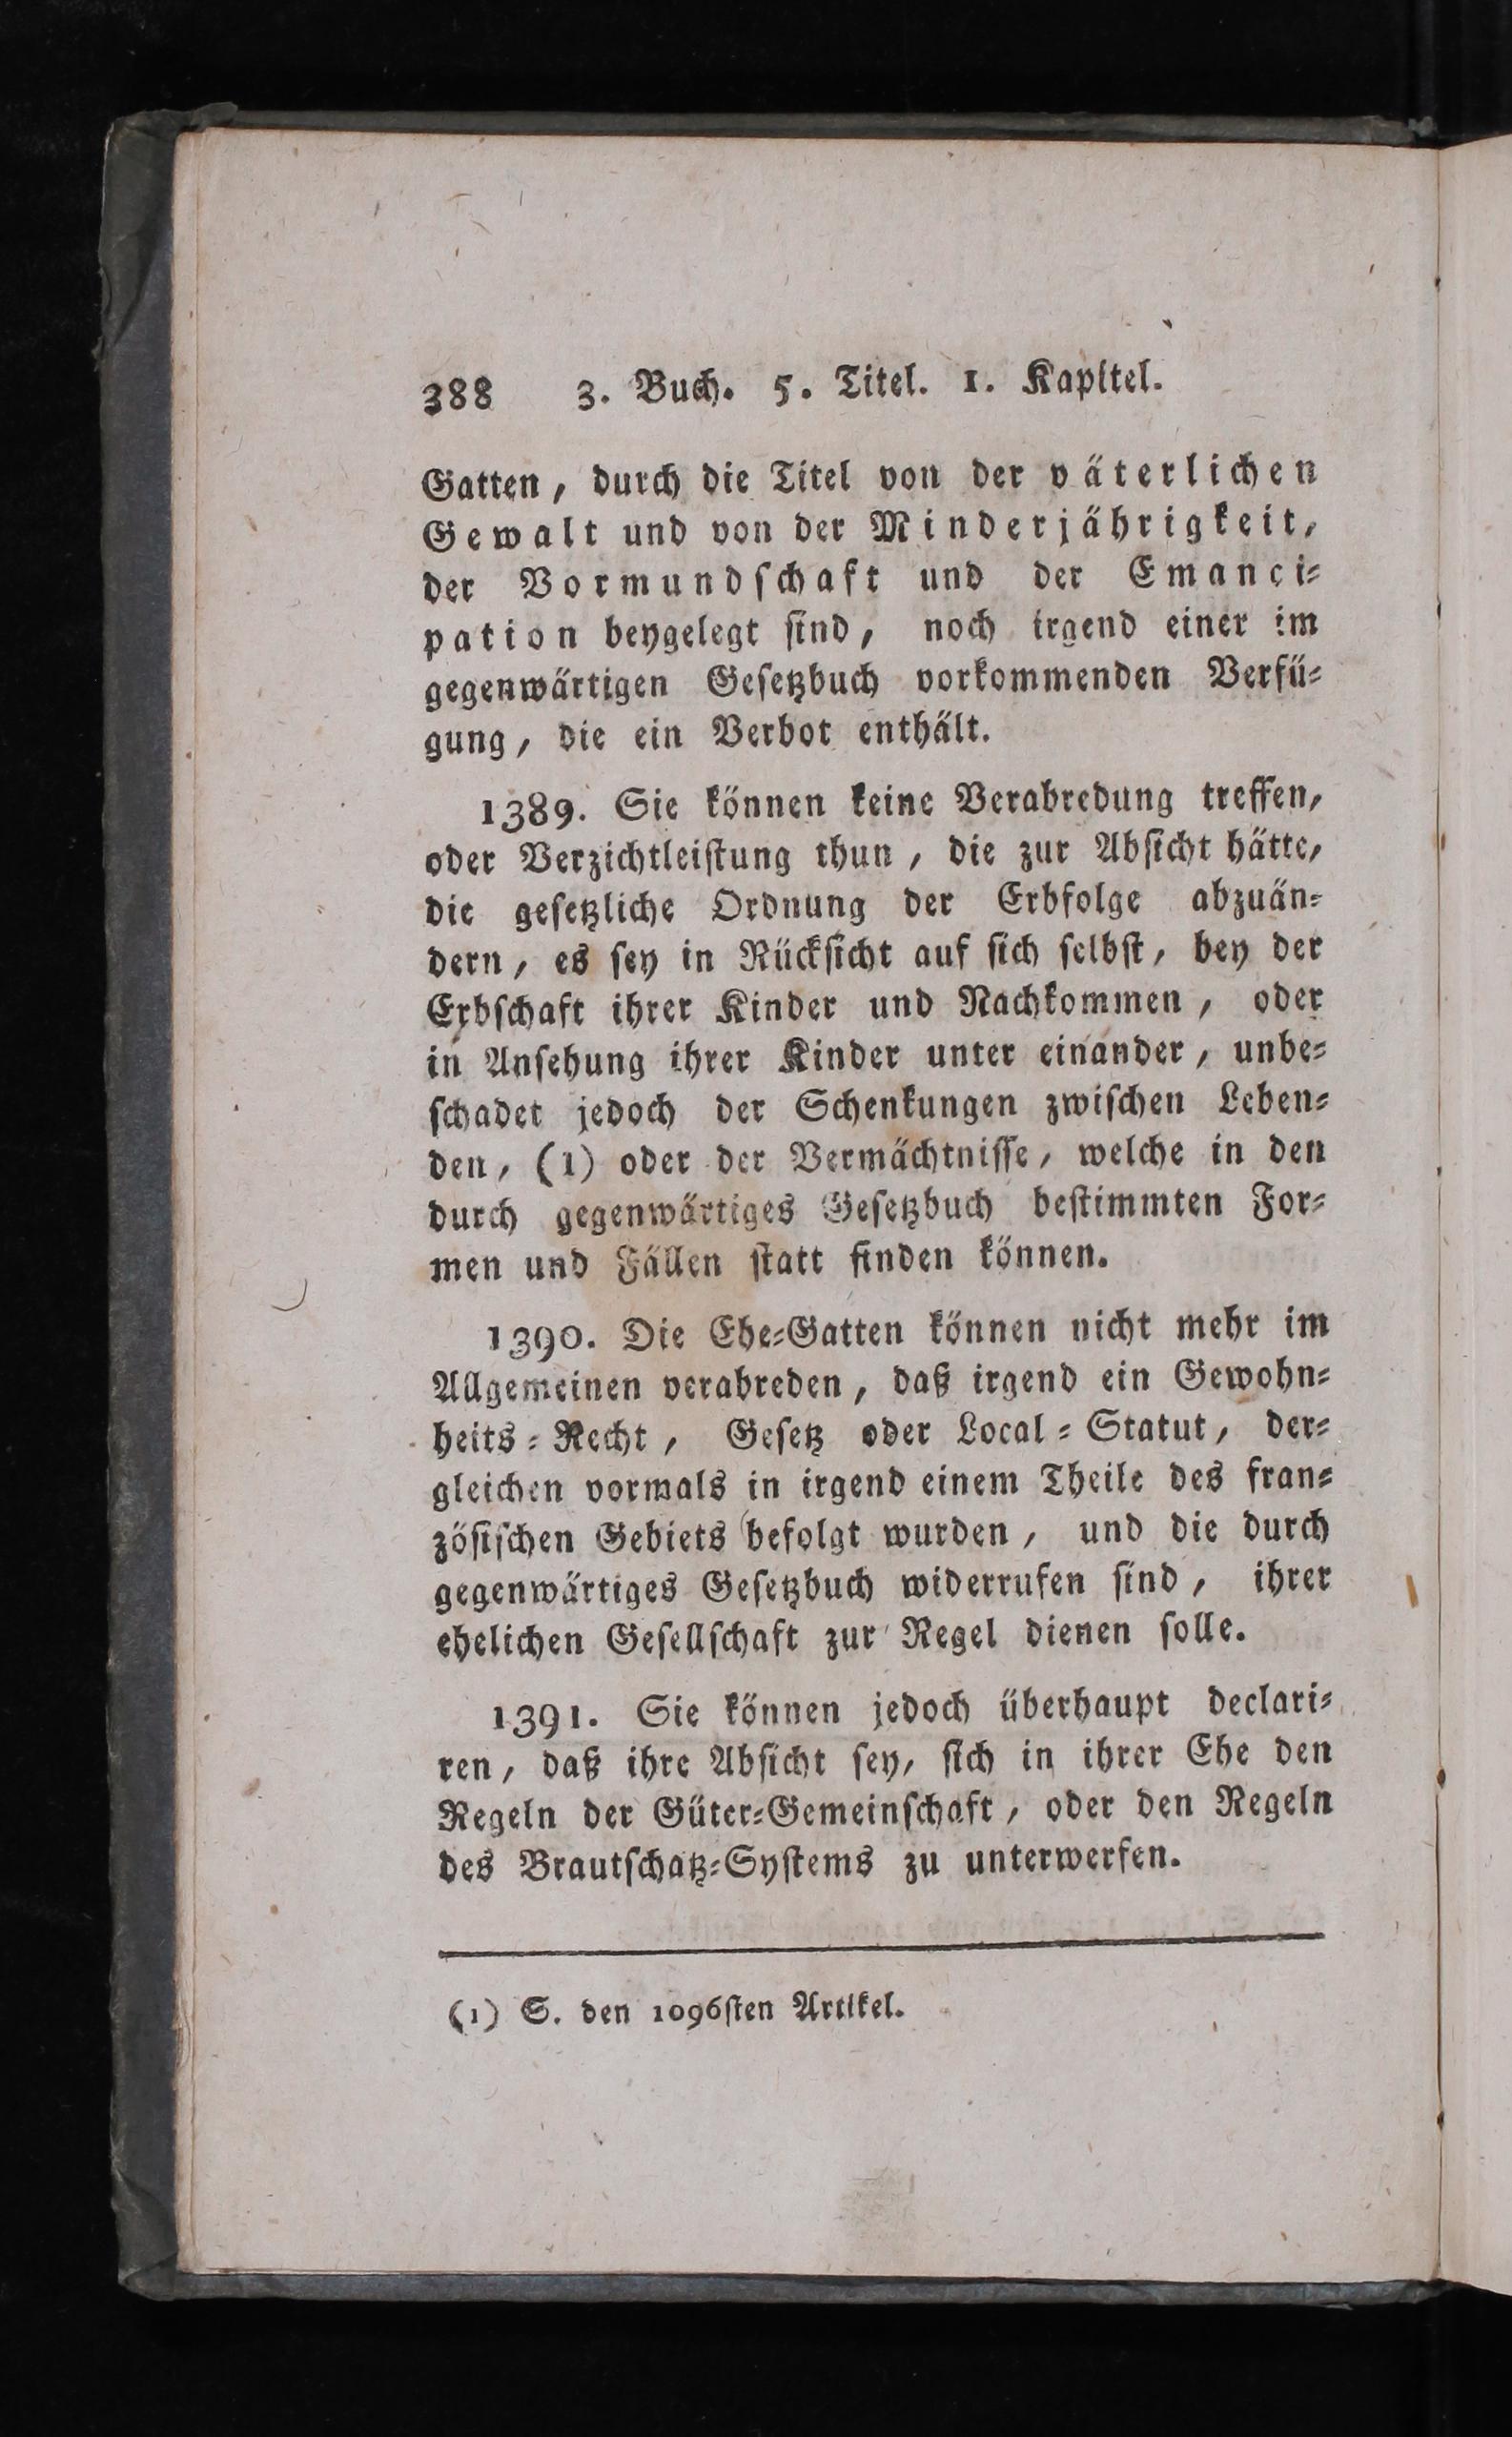 388 3. Buch. 5. Titel. 1. Kapitel.
Gatten, durch die Titel von der väterlichen
Gewalt und von der Minderjährigkeit,
der Vormundschaft und der Emanci-
pation beygelegt sind, noch irgend einer im
gegenwärtigen Gesetzbuch vorkommenden Verfü-
gung, die ein Verbot enthält.
1389. Sie können keine Verabredung treffen,
oder Verzichtleistung thun, die zur Absicht hätte,
die gesetzliche Ordnung der Erbfolge abzuän-
dern, es sey in Rücksicht auf sich selbst, bey der
Erbschaft ihrer Kinder und Nachkommen, oder
in Ansehung ihrer Kinder unter einander, unbe-
schadet jedoch der Schenkungen zwischen Leben-
den, (1) oder der Vermächtnisse, welche in den
durch gegenwärtiges Gesetzbuch bestimmten For-
men und Fällen statt finden können.
1390. Die Ehe-Gatten können nicht mehr im
Allgemeinen verabreden, daß irgend ein Gewohn-
heits-Recht, Gesetz oder Local-Statut, der-
gleichen vormals in irgend einem Theile des fran-
zösischen Gebiets befolgt wurden, und die durch
gegenwärtiges Gesetzbuch widerrufen sind, ihrer
ehelichen Gesellschaft zur Regel dienen solle.
1391. Sie können jedoch überhaupt declari-
ren, daß ihre Absicht sey, sich in ihrer Ehe den
Regeln der Güter-Gemeinschaft, oder den Regeln
des Brautschatz-Systems zu unterwerfen.
(1) S. den 1096sten Artikel.